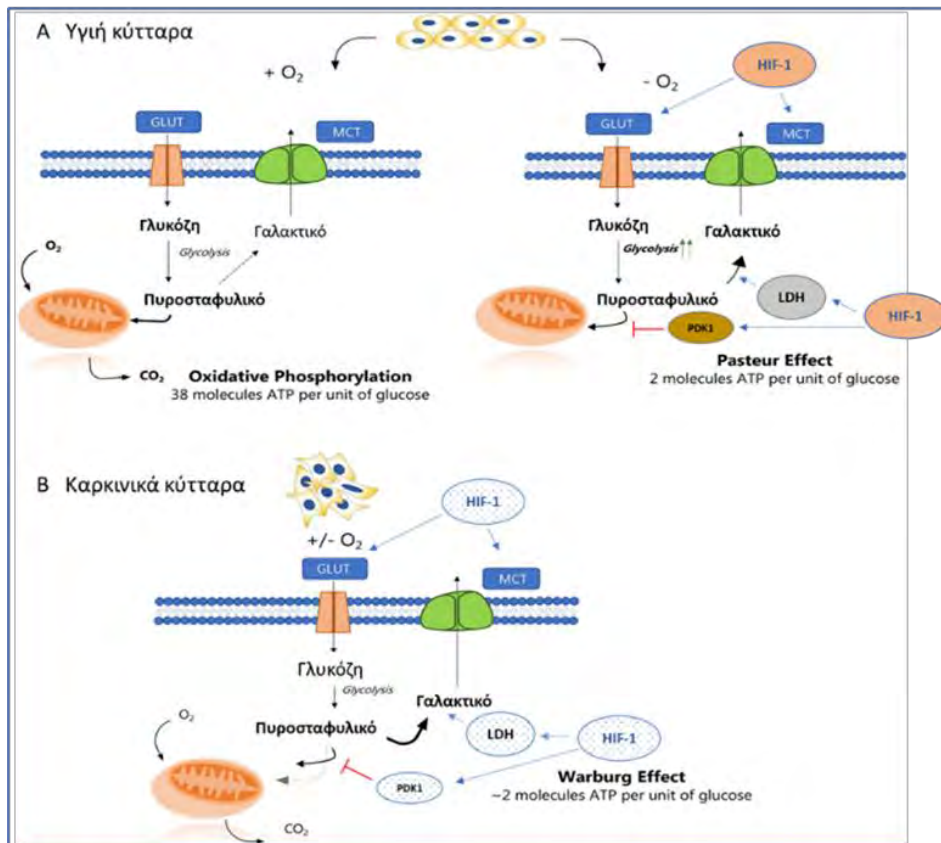 A Υγιή κύτταρα
+ O₂
- O₂
HIF-1
GLUT
MCT
GLUT
MCT
Γλυκόζη
Γαλακτικό
Glycolysis
O₂
Πυροσταφυλικό
CO₂
Oxidative Phosphorylation
38 molecules ATP per unit of glucose
Γλυκόζη
Γαλακτικό
Glycolysis
Πυροσταφυλικό
LDH
HIF-1
PDK1
Pasteur Effect
2 molecules ATP per unit of glucose
B Καρκινικά κύτταρα
HIF-1
+/- O₂
GLUT
MCT
Γλυκόζη
Glycolysis
Γαλακτικό
O₂
Πυροσταφυλικό
LDH
HIF-1
PDK1
Warburg Effect
~2 molecules ATP per unit of glucose
CO₂